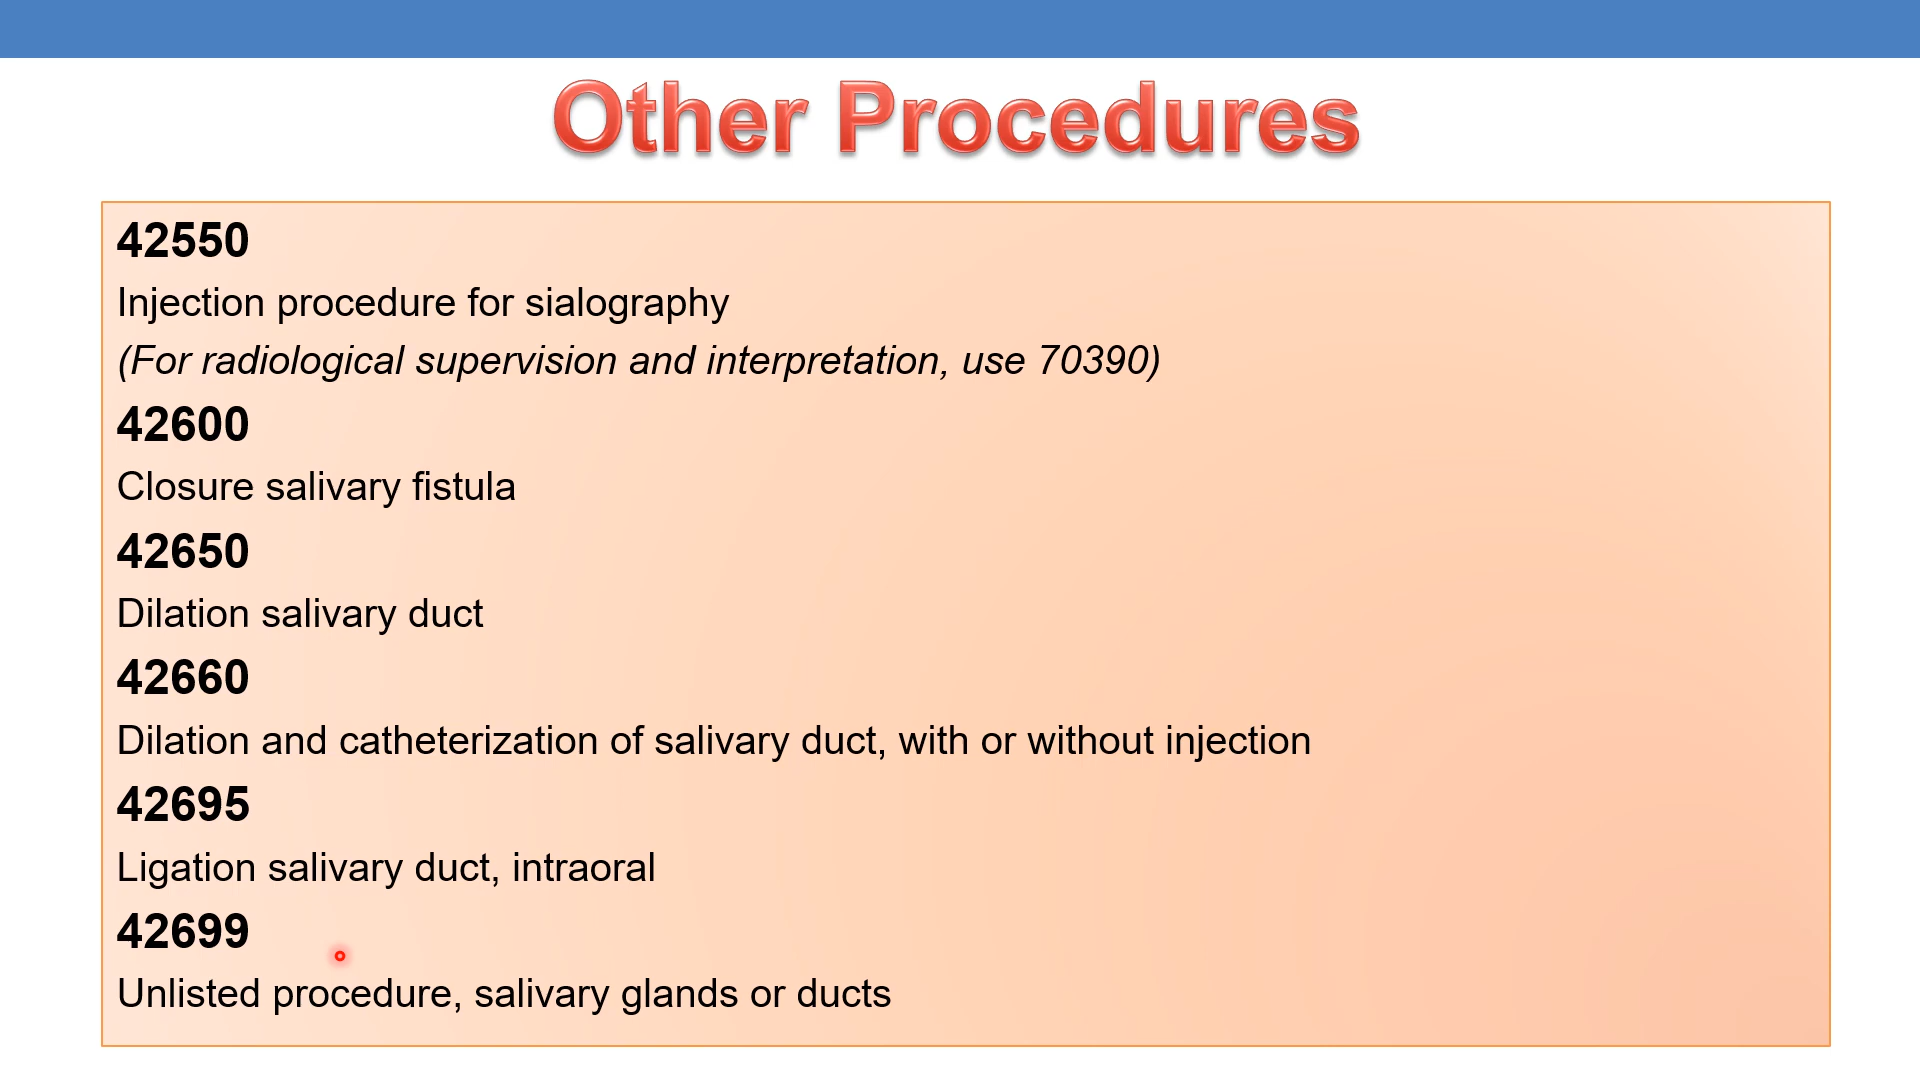 Other Procedures
42550
Injection procedure for sialography
(For radiological supervision and interpretation, use 70390)
42600
Closure salivary fistula
42650
Dilation salivary duct
42660
Dilation and catheterization of salivary duct, with or without injection
42695
Ligation salivary duct, intraoral
42699
Unlisted procedure, salivary glands or ducts